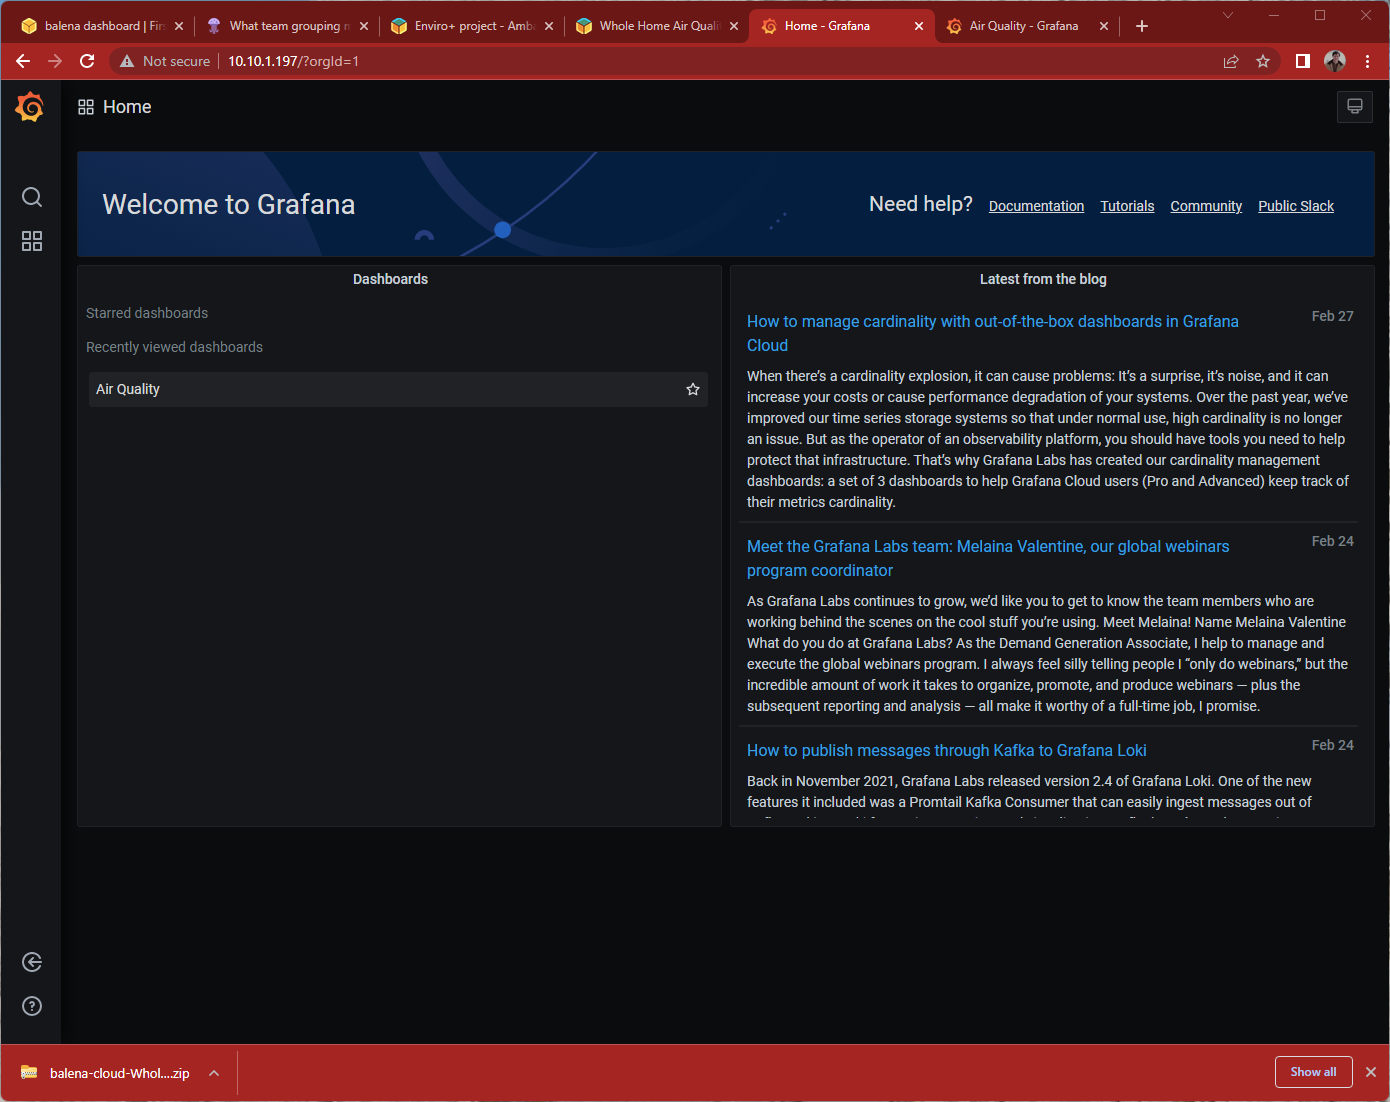 balena dashboard | Firs
What team grouping n
Enviro+ project - Ambe
Whole Home Air Quali
Home - Grafana
Air Quality - Grafana
Not secure
10.10.1.197/?orgId=1
Home
Welcome to Grafana
Need help?
Documentation
Tutorials
Community
Public Slack
Dashboards
Starred dashboards
Recently viewed dashboards
Air Quality
Latest from the blog
How to manage cardinality with out-of-the-box dashboards in Grafana
Cloud
Feb 27
When there’s a cardinality explosion, it can cause problems: It’s a surprise, it’s noise, and it can
increase your costs or cause performance degradation of your systems. Over the past year, we’ve
improved our time series storage systems so that under normal use, high cardinality is no longer
an issue. But as the operator of an observability platform, you should have tools you need to help
protect that infrastructure. That’s why Grafana Labs has created our cardinality management
dashboards: a set of 3 dashboards to help Grafana Cloud users (Pro and Advanced) keep track of
their metrics cardinality.
Meet the Grafana Labs team: Melaina Valentine, our global webinars
program coordinator
Feb 24
As Grafana Labs continues to grow, we’d like you to get to know the team members who are
working behind the scenes on the cool stuff you’re using. Meet Melaina! Name Melaina Valentine
What do you do at Grafana Labs? As the Demand Generation Associate, I help to manage and
execute the global webinars program. I always feel silly telling people I “only do webinars,” but the
incredible amount of work it takes to organize, promote, and produce webinars — plus the
subsequent reporting and analysis — all make it worthy of a full-time job, I promise.
How to publish messages through Kafka to Grafana Loki
Feb 24
Back in November 2021, Grafana Labs released version 2.4 of Grafana Loki. One of the new
features it included was a Promtail Kafka Consumer that can easily ingest messages out of
balena-cloud-Whol....zip
Show all